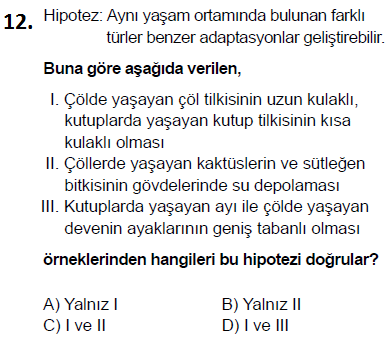 12. Hipotez: Aynı yaşam ortamında bulunan farklı
türler benzer adaptasyonlar geliştirebilir.
Buna göre aşağıda verilen,
I. Çölde yaşayan çöl tilkisinin uzun kulaklı,
kutuplarda yaşayan kutup tilkisinin kısa
kulaklı olması
II. Çöllerde yaşayan kaktüslerin ve sütleğen
bitkisinin gövdelerinde su depolaması
III. Kutuplarda yaşayan ayı ile çölde yaşayan
devenin ayaklarının geniş tabanlı olması
örneklerinden hangileri bu hipotezi doğrular?
A) Yalnız I B) Yalnız II
C) I ve II D) I ve III